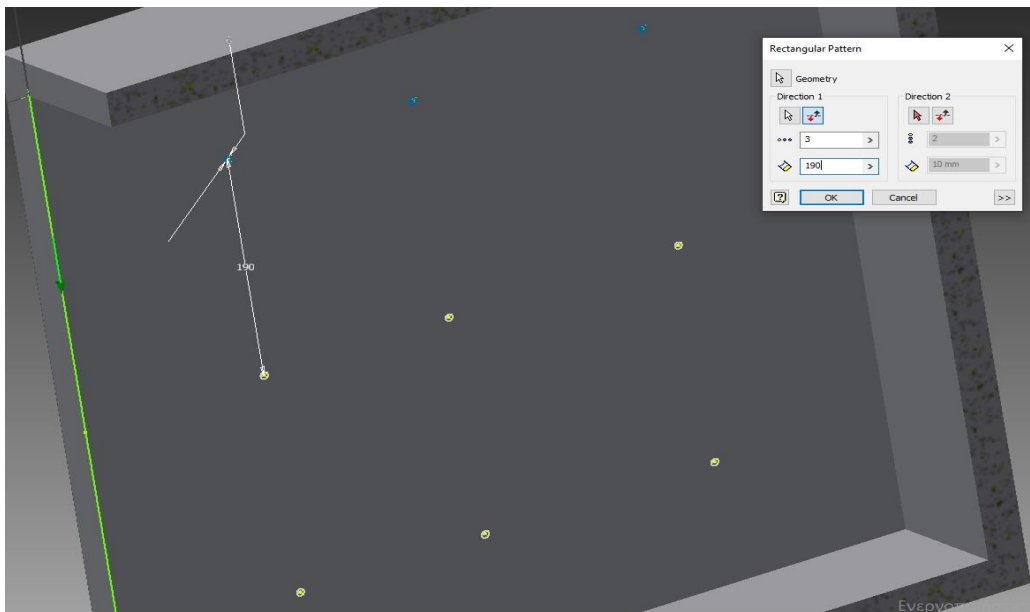 Rectangular Pattern
Geometry
Direction 1
Direction 2
3 >
2 >
190 >
10 mm >
OK Cancel >>
190